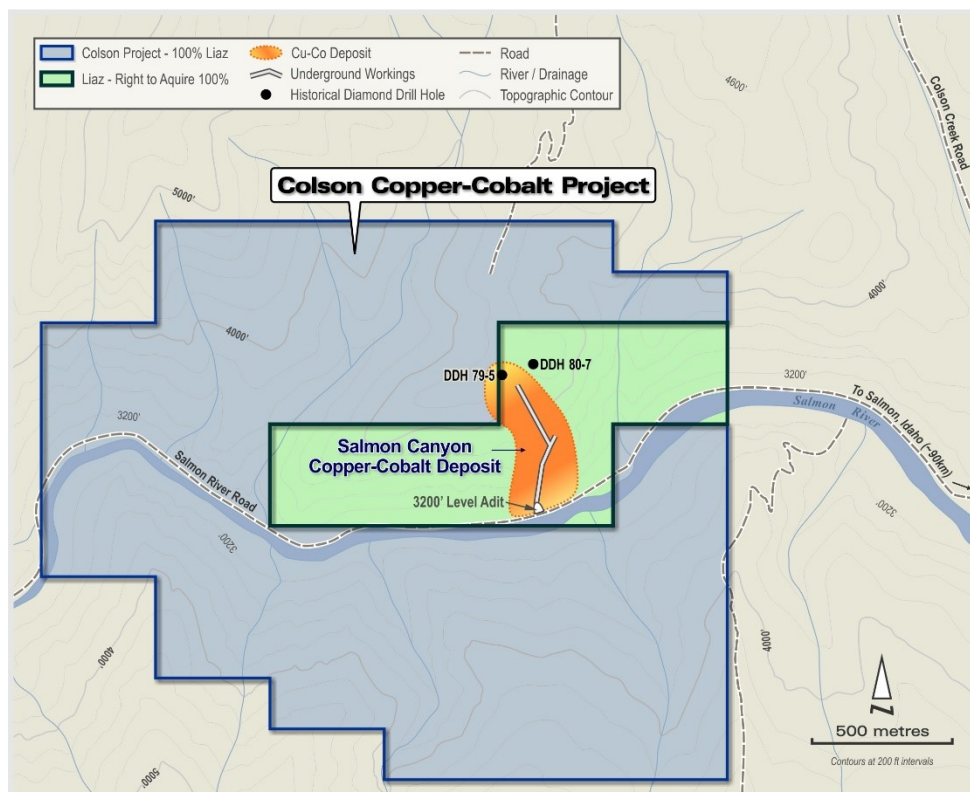 Colson Project - 100% Liaz
Liaz - Right to Aquire 100%
Cu-Co Deposit
Underground Workings
Historical Diamond Drill Hole
Road
River / Drainage
Topographic Contour
4600'
Colson Creek Road
Colson Copper-Cobalt Project
5000'
4000'
4000'
DDH 79-5
DDH 80-7
3200'
3200'
Salmon River
To Salmon, Idaho (~90km)
Salmon Canyon
Copper-Cobalt Deposit
Salmon River Road
3200' Level Adit
3200'
3200'
4000'
4000'
5000'
N
500 metres
Contours at 200 ft intervals